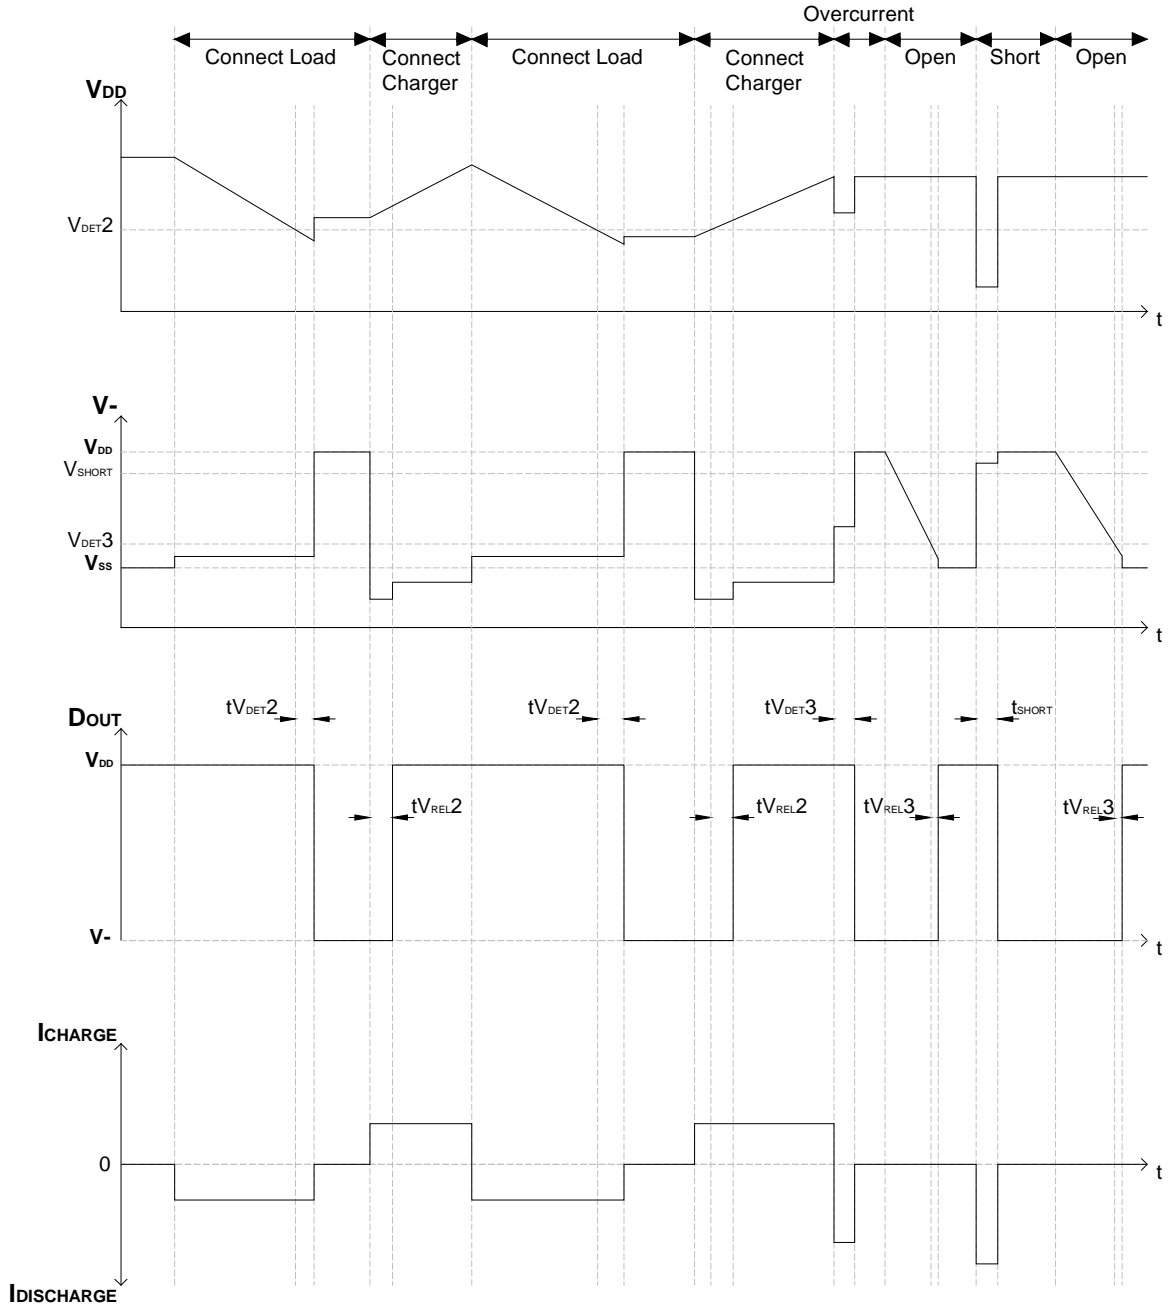 Overcurrent
Connect Load
Connect Charger
Connect Load
Connect Charger
Open
Short
Open
VDD
VDET2
t
V-
VDD
VSHORT
VDET3
VSS
t
tVDET2
tVDET2
tVDET3
tSHORT
DOUT
VDD
tVREL2
tVREL2
tVREL3
tVREL3
V-
t
ICHARGE
0
t
IDISCHARGE